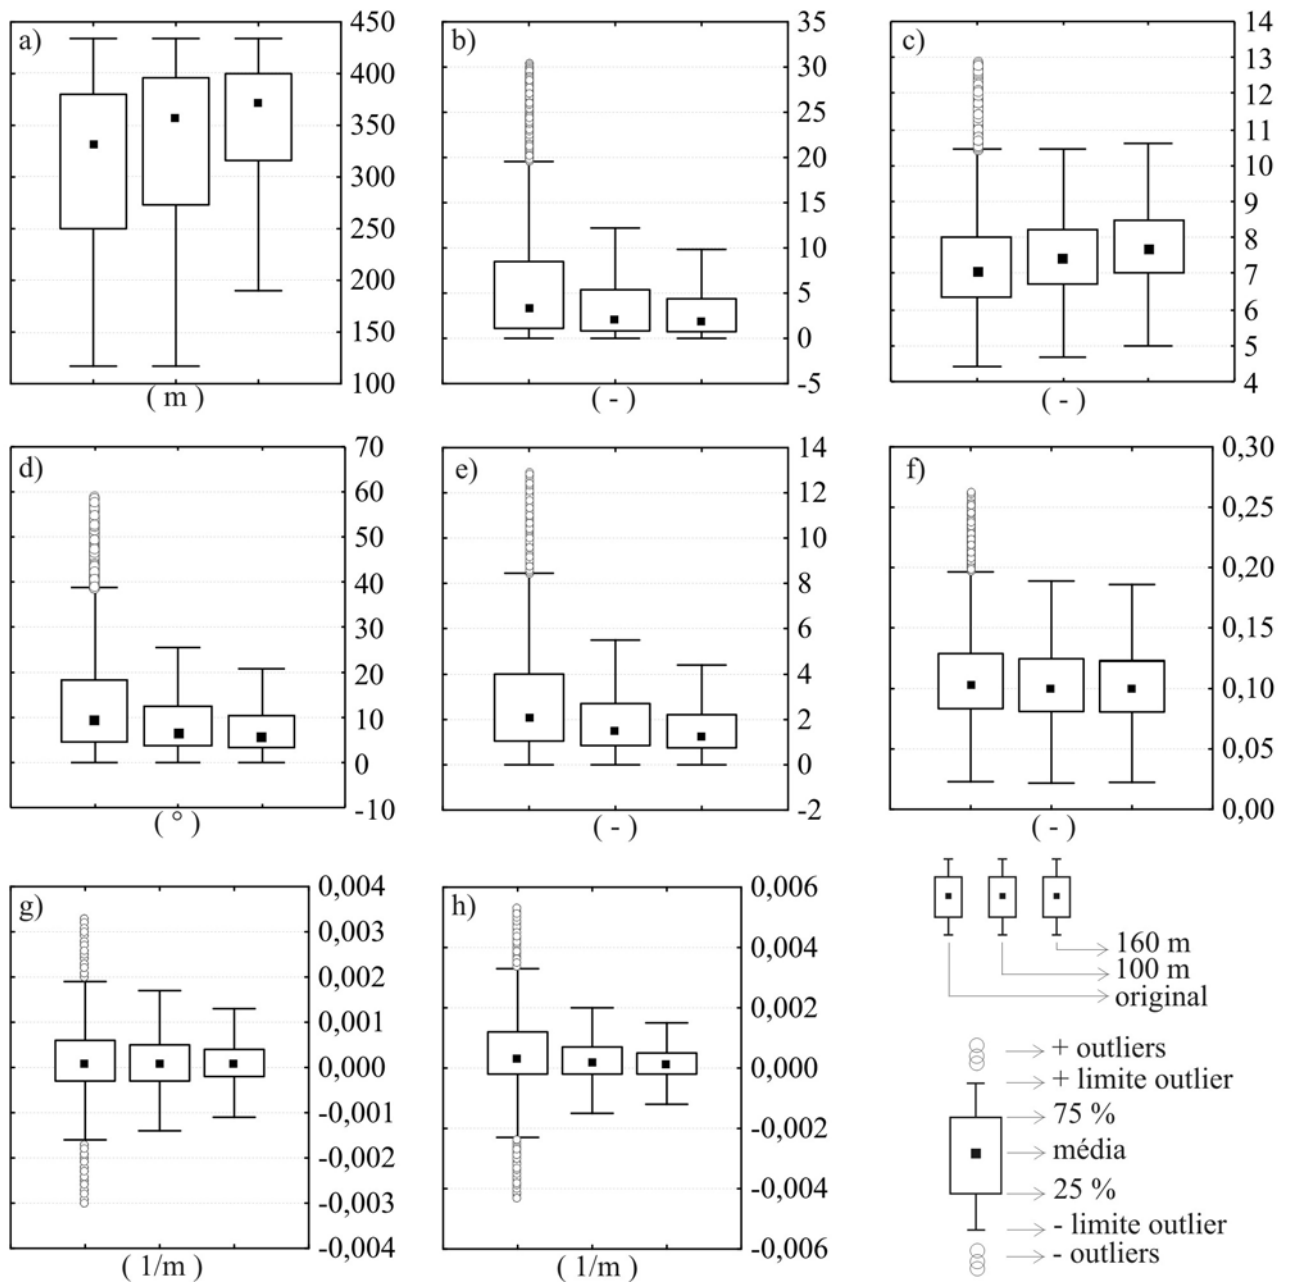 a)
450
400
350
300
250
200
150
100
( m )
b)
35
30
25
20
15
10
5
0
-5
( - )
c)
14
13
12
11
10
9
8
7
6
5
4
( - )
d)
70
60
50
40
30
20
10
0
-10
( ° )
e)
14
12
10
8
6
4
2
0
-2
( - )
f)
0,30
0,25
0,20
0,15
0,10
0,05
0,00
( - )
g)
0,004
0,003
0,002
0,001
0,000
-0,001
-0,002
-0,003
-0,004
( 1/m )
h)
0,006
0,004
0,002
0,000
-0,002
-0,004
-0,006
( 1/m )
160 m
100 m
original
+ outliers
+ limite outlier
75 %
média
25 %
- limite outlier
- outliers